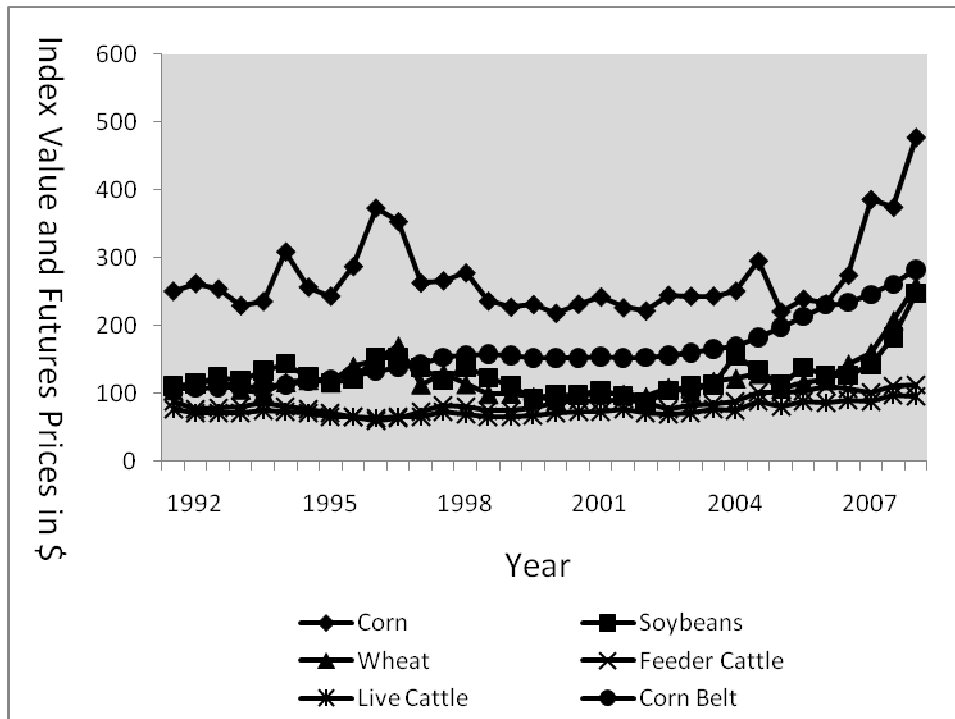 Index Value and Futures Prices in $
600
500
400
300
200
100
0
1992 1995 1998 2001 2004 2007
Year
Corn Soybeans
Wheat Feeder Cattle
Live Cattle Corn Belt